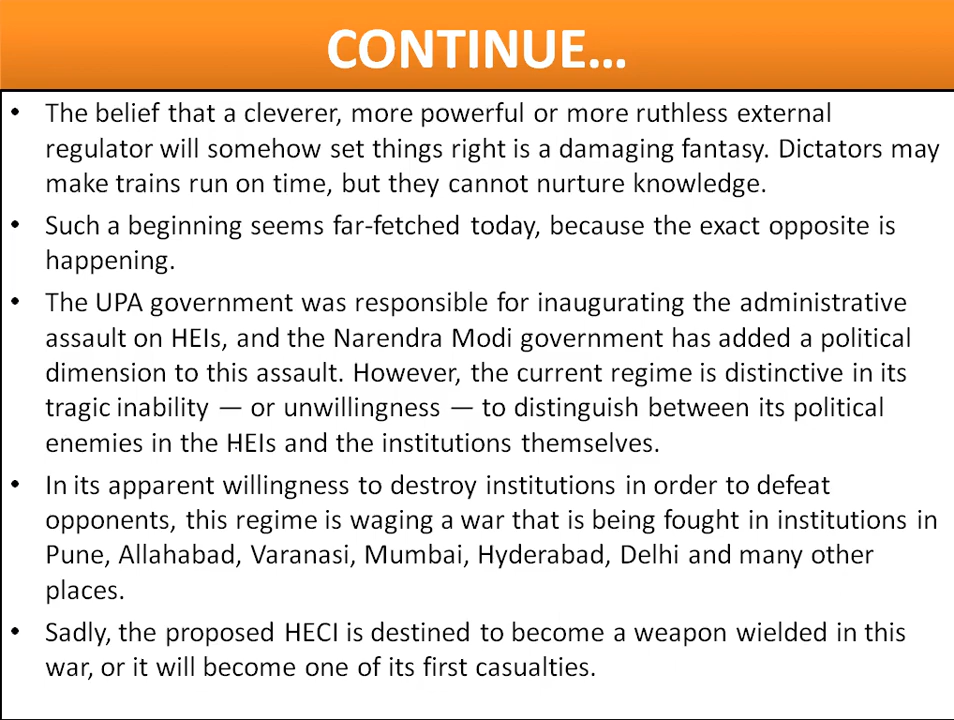 CONTINUE...
• The belief that a cleverer, more powerful or more ruthless external
regulator will somehow set things right is a damaging fantasy. Dictators may
make trains run on time, but they cannot nurture knowledge.
• Such a beginning seems far-fetched today, because the exact opposite is
happening.
• The UPA government was responsible for inaugurating the administrative
assault on HEIs, and the Narendra Modi government has added a political
dimension to this assault. However, the current regime is distinctive in its
tragic inability — or unwillingness — to distinguish between its political
enemies in the HEIs and the institutions themselves.
• In its apparent willingness to destroy institutions in order to defeat
opponents, this regime is waging a war that is being fought in institutions in
Pune, Allahabad, Varanasi, Mumbai, Hyderabad, Delhi and many other
places.
• Sadly, the proposed HECI is destined to become a weapon wielded in this
war, or it will become one of its first casualties.